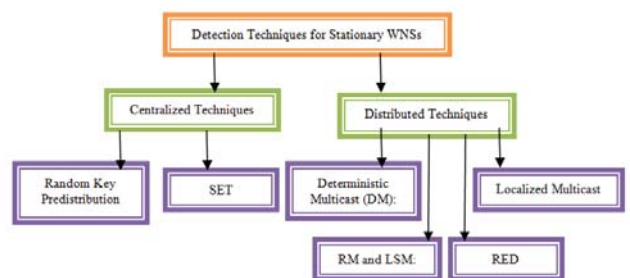 Detection Techniques for Stationary WNSs
Centralized Techniques
Distributed Techniques
Random Key
Predistribution
SET
Deterministic
Multicast (DM):
Localized Multicast
RM and LSM:
RED